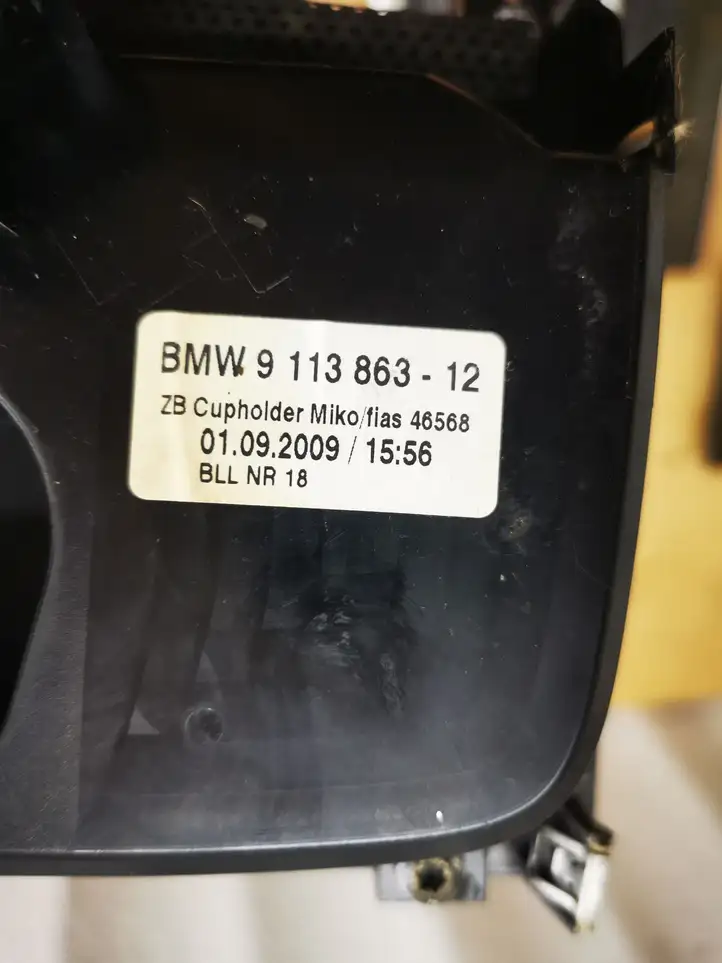 BMW 9 113 863 - 12
ZB Cupholder Miko/fias 46568
01.09.2009 / 15:56
BLL NR 18